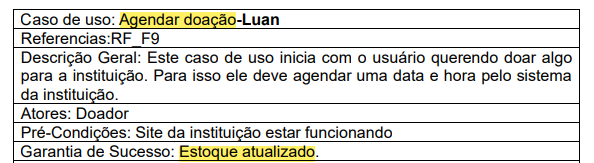 Caso de uso: Agendar doação-Luan
Referencias:RF_F9
Descrição Geral: Este caso de uso inicia com o usuário querendo doar algo
para a instituição. Para isso ele deve agendar uma data e hora pelo sistema
da instituição.
Atores: Doador
Pré-Condições: Site da instituição estar funcionando
Garantia de Sucesso: Estoque atualizado.